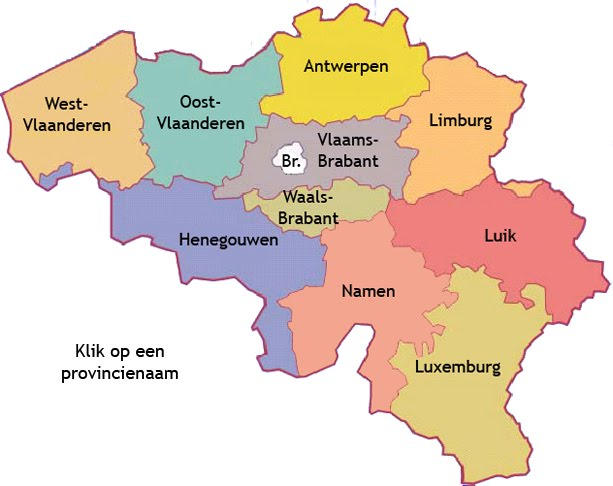 Antwerpen
West-
Vlaanderen
Oost-
Vlaanderen
Limburg
Vlaams-
Brabant
Br.
Waals-
Brabant
Henegouwen
Luik
Namen
Klik op een
provincienaam
Luxemburg